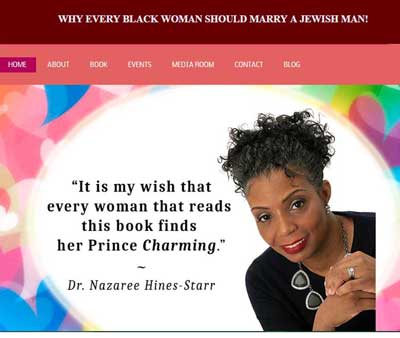 WHY EVERY BLACK WOMAN SHOULD MARRY A JEWISH MAN!
HOME ABOUT BOOK EVENTS MEDIA ROOM CONTACT BLOG
“It is my wish that
every woman that reads
this book finds
her Prince Charming.”
~
Dr. Nazaree Hines-Starr